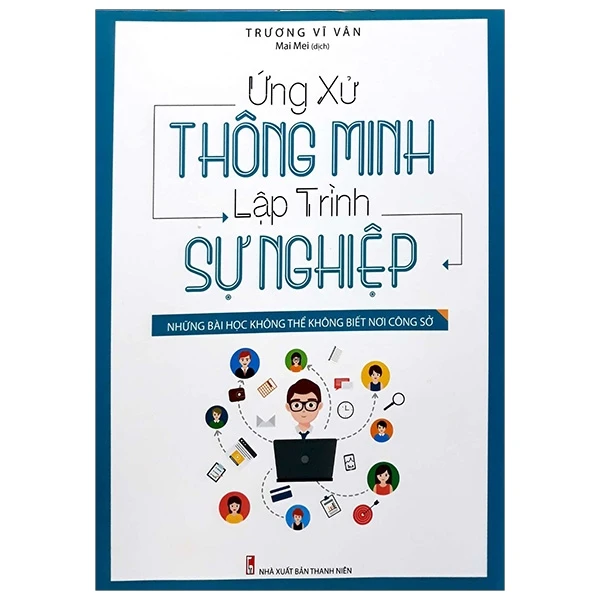 TRƯƠNG VĨ VÂN
Mai Mei (dịch)
Ứng Xử
THÔNG MINH
Lập Trình
SỰ NGHIỆP
NHỮNG BÀI HỌC KHÔNG THỂ KHÔNG BIẾT NƠI CÔNG SỞ
NHÀ XUẤT BẢN THANH NIÊN